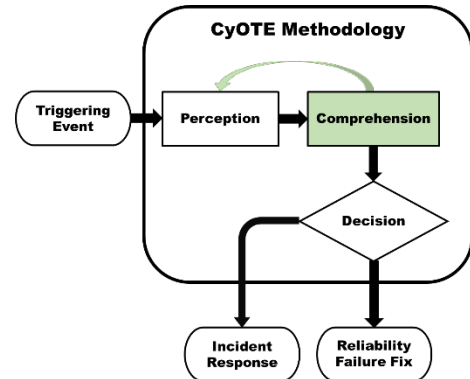 CyOTE Methodology
Triggering
Event
Perception
Comprehension
Decision
Incident
Response
Reliability
Failure Fix